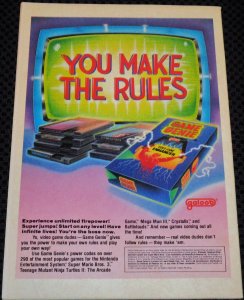 YOU MAKE
THE RULES
GAME
GENIE
galoob
Experience unlimited firepower!
Super jumps! Start on any level! Have
infinite lives! You're the boss now.
Yo, video game dudes — Game Genie
gives you the power to make your own rules and play
your way!
Use Game Genie's power codes on over
290 of the most popular games for the Nintendo
Entertainment System: Super Mario Bros. 3,
Teenage Mutant Ninja Turtles II: The Arcade
Game, Mega Man III, Crystalis, and
Battletoads. And new games coming out all
the time!
And remember — real video dudes don't
follow rules — they make 'em.